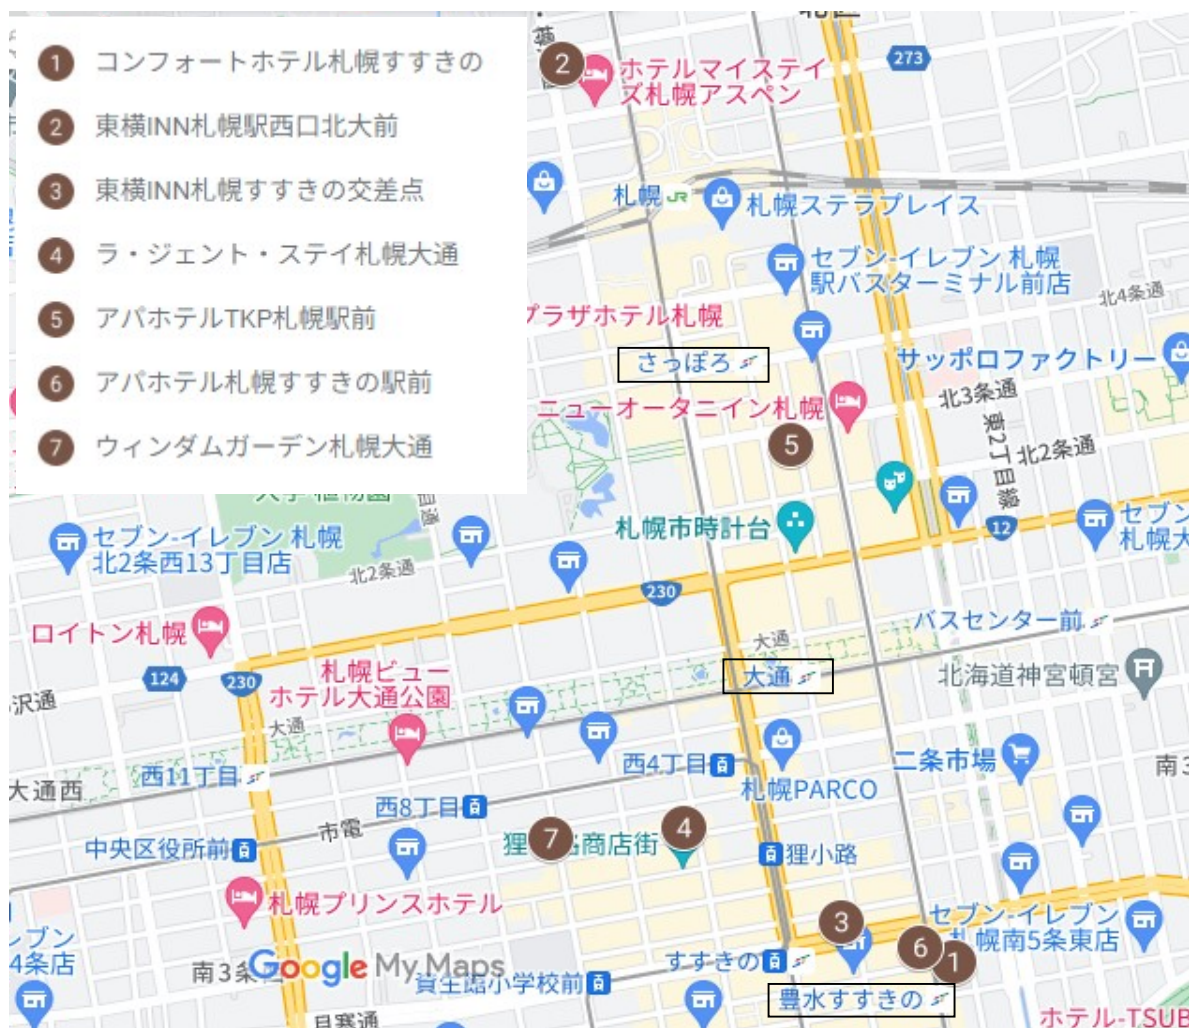 1 コンフォートホテル札幌すすきの
2 東横INN札幌駅西口北大前
3 東横INN札幌すすきの交差点
4 ラ・ジェント・ステイ札幌大通
5 アパホテルTKP札幌駅前
6 アパホテル札幌すすきの駅前
7 ウィンダムガーデン札幌大通
北区
2
ホテルマイステイ
ズ札幌アスペン
273
札幌 JR
札幌ステラプレイス
セブン-イレブン 札幌
駅バスターミナル前店
北4条通
プラザホテル札幌
さっぽろ
サッポロファクトリー
ニューオータニイン札幌
北3条通
5
東2丁目線
北2条通
札幌市時計台
12
セブン
札幌大
セブン-イレブン 札幌
北2条西13丁目店
北2条通
230
バスセンター前
ロイトン札幌
大通
124
230
札幌ビュー
ホテル大通公園
大通
北海道神宮頓宮
沢通
大通
西4丁目
札幌PARCO
二条市場
南3
西11丁目
大通西
西8丁目
市電
中央区役所前
7
狸 商店街
4
狸小路
札幌プリンスホテル
3
セブン-イレブン
札幌南5条東店
6
1
レブン
4条店
南3条
Google My Maps
すすきの
資生館小学校前
豊水すすきの
ホテル-TSUB